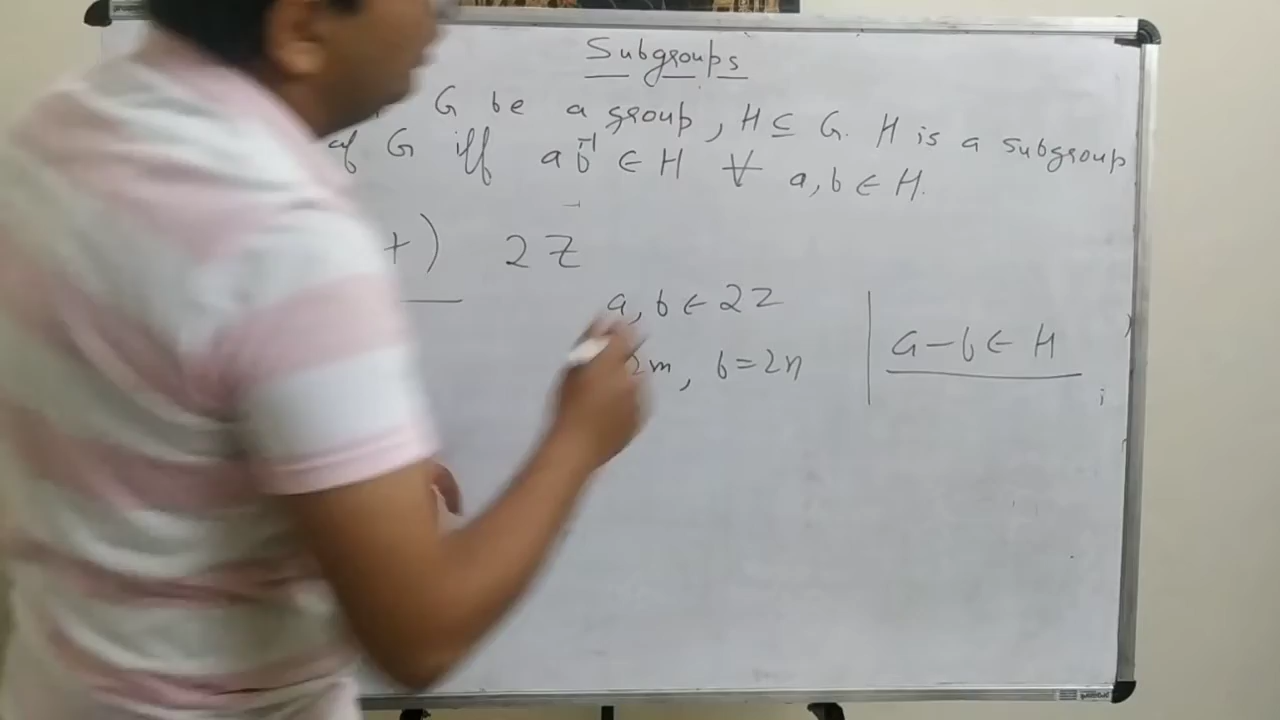 Subgroups
G be a group, H ⊆ G. H is a subgroup
of G iff ab⁻¹ ∈ H ∀ a, b ∈ H.
+) 2Z
a, b ∈ 2Z
2m, b = 2n
a - b ∈ H